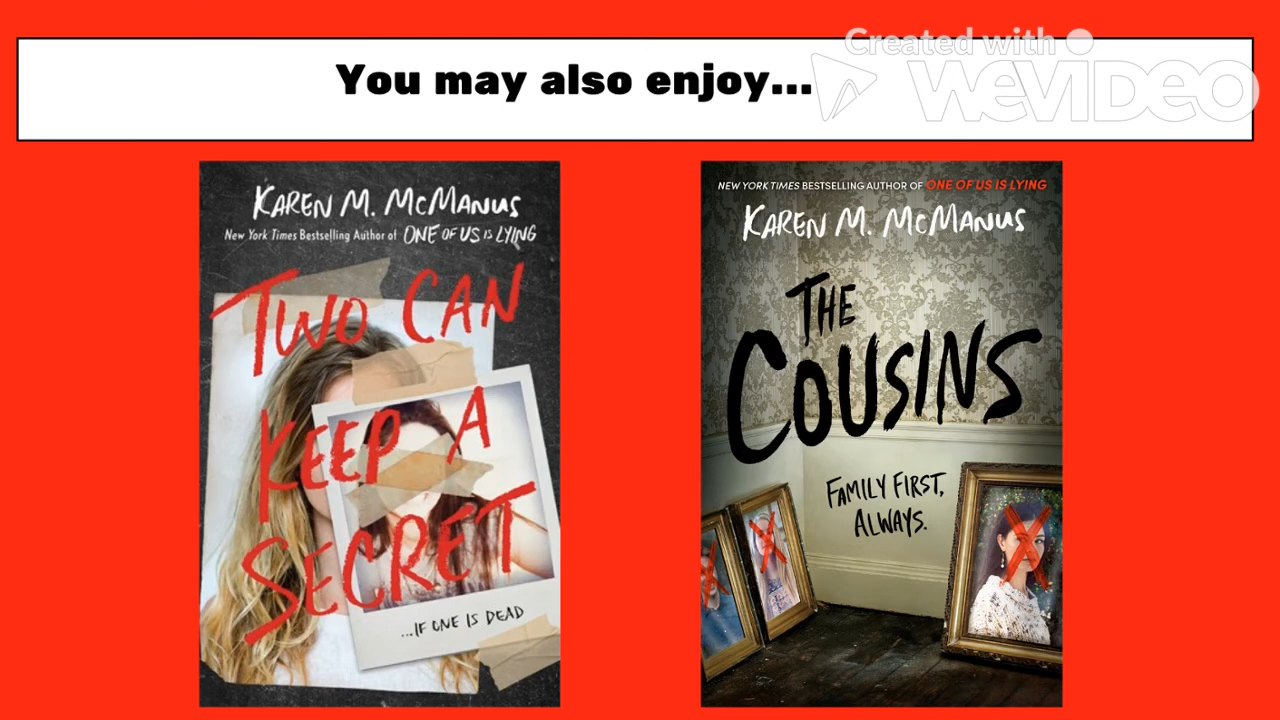 Created with
WEVIDEO
You may also enjoy...
KAREN M. MCMANUS
New York Times Bestselling Author of ONE OF US IS LYING
TWO CAN
KEEP A
SECRET
...IF ONE IS DEAD
NEW YORK TIMES BESTSELLING AUTHOR OF ONE OF US IS LYING
KAREN M. MCMANUS
THE
COUSINS
FAMILY FIRST,
ALWAYS.